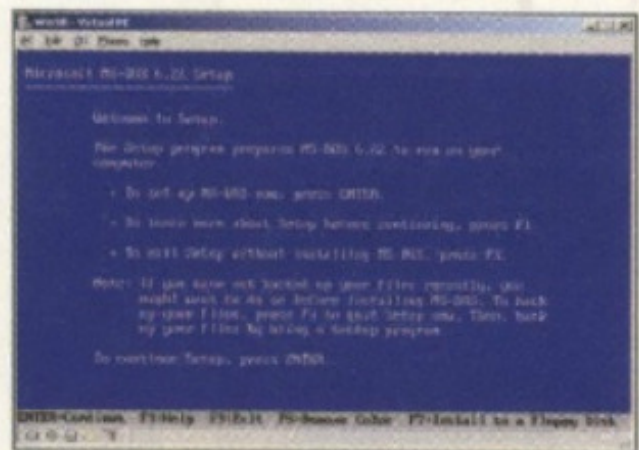 Microsoft MS-DOS 6.22 Setup
Welcome to Setup.
The Setup program prepares MS-DOS 6.22 to run on your
computer.
• To set up MS-DOS now, press ENTER.
• To learn more about Setup before continuing, press F1.
• To exit Setup without installing MS-DOS, press F3.
Note: If you have not backed up your files recently, you
might want to do so before installing MS-DOS. To back
up your files, press F3 to quit Setup now. Then, back
up your files by using a backup program.
To continue Setup, press ENTER.
ENTER=Continue F1=Help F3=Exit F5=Remove Color F7=Install to a Floppy Disk